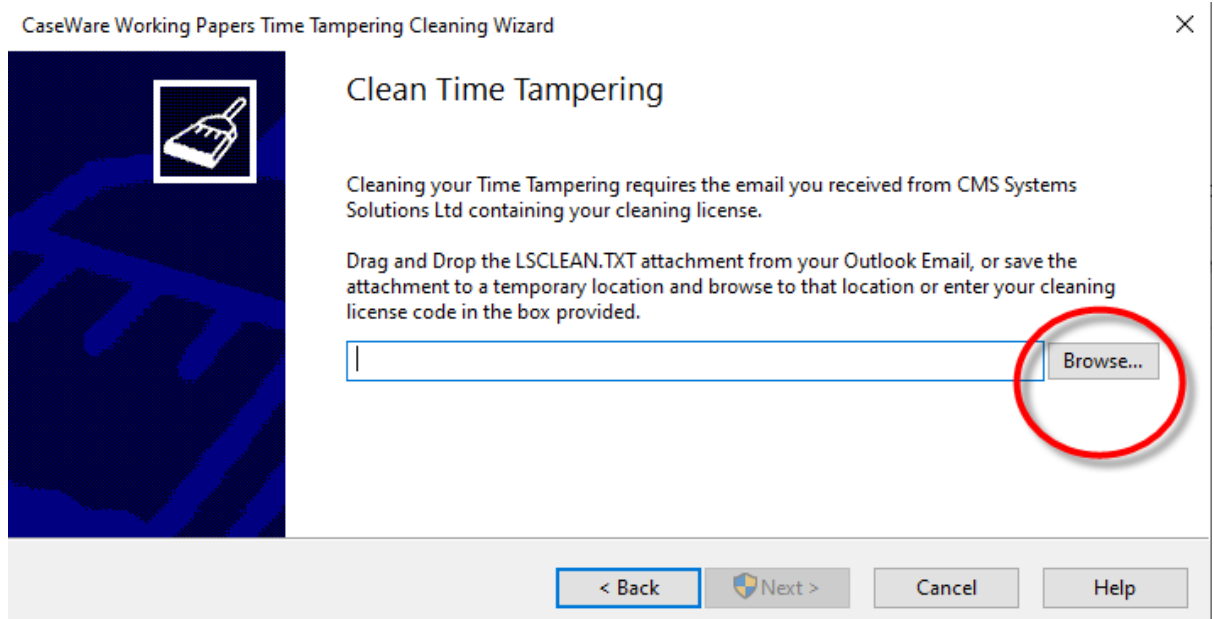 CaseWare Working Papers Time Tampering Cleaning Wizard
Clean Time Tampering
Cleaning your Time Tampering requires the email you received from CMS Systems
Solutions Ltd containing your cleaning license.
Drag and Drop the LSCLEAN.TXT attachment from your Outlook Email, or save the
attachment to a temporary location and browse to that location or enter your cleaning
license code in the box provided.
Browse...
< Back
Next >
Cancel
Help